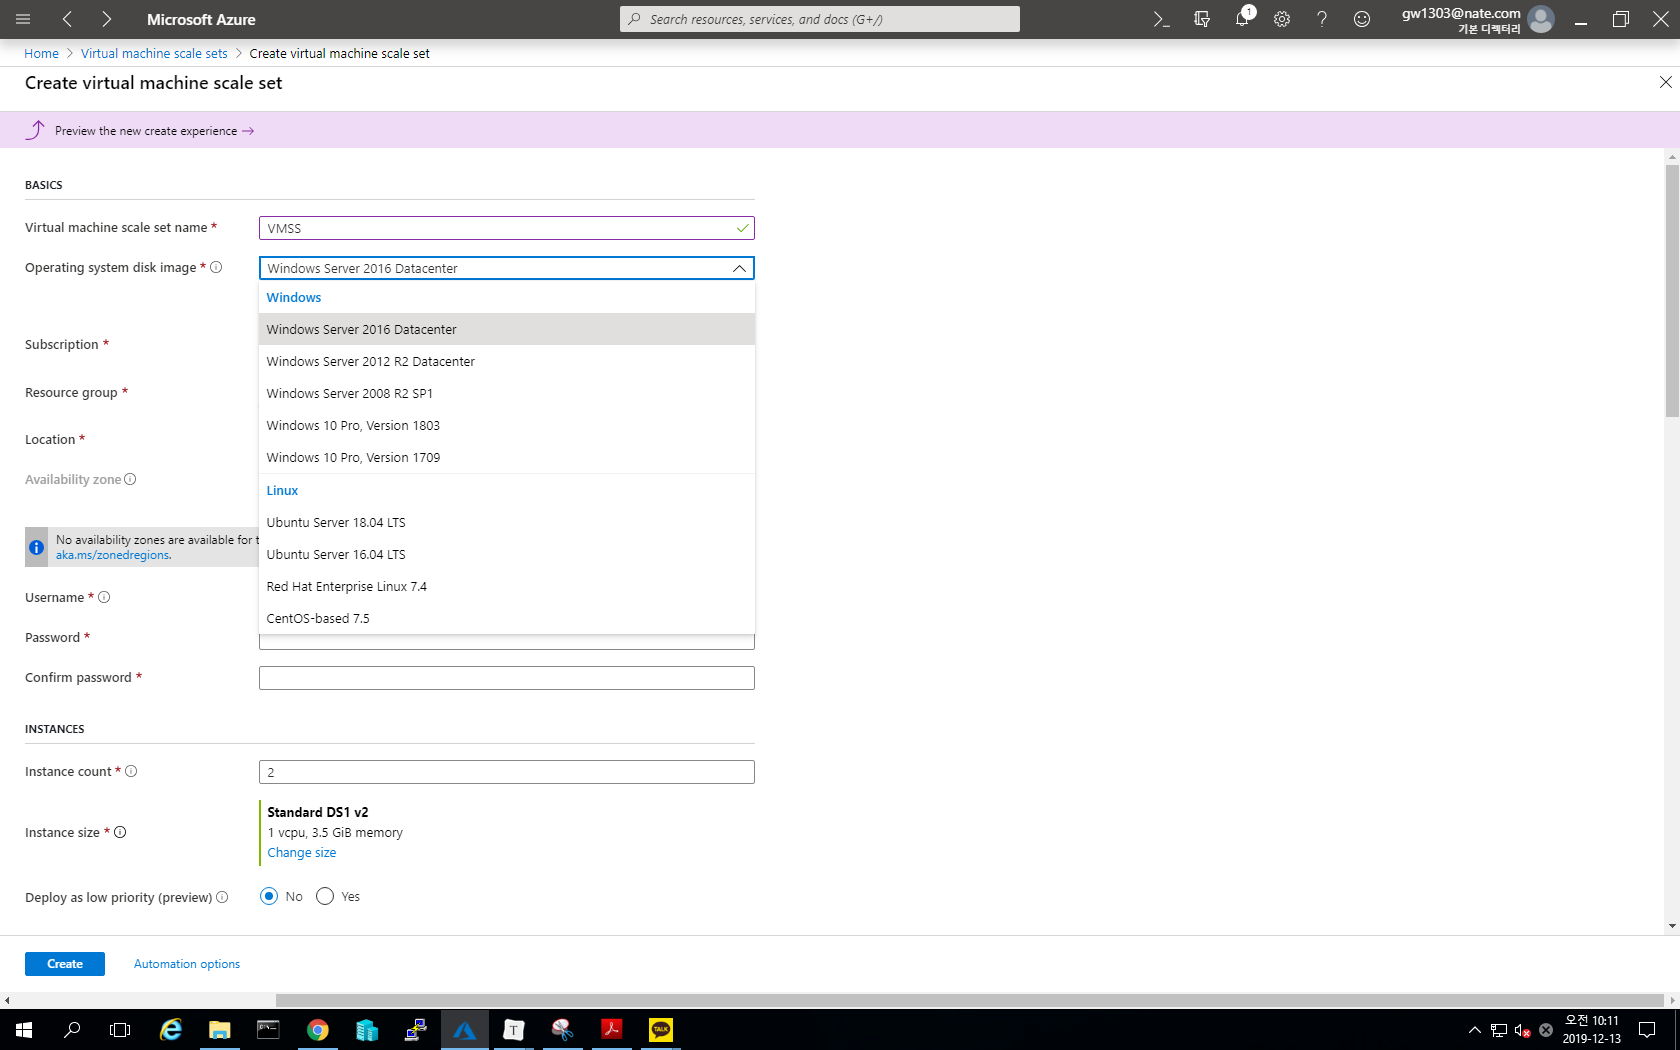 Microsoft Azure
Search resources, services, and docs (G+/)
1
gw1303@nate.com
기본 디렉터리
Home > Virtual machine scale sets > Create virtual machine scale set
Create virtual machine scale set
Preview the new create experience →
BASICS
Virtual machine scale set name *
VMSS
Operating system disk image *
Windows Server 2016 Datacenter
Windows
Windows Server 2016 Datacenter
Subscription *
Windows Server 2012 R2 Datacenter
Resource group *
Windows Server 2008 R2 SP1
Windows 10 Pro, Version 1803
Location *
Windows 10 Pro, Version 1709
Availability zone
Linux
Ubuntu Server 18.04 LTS
No availability zones are available for t
aka.ms/zonedregions.
Ubuntu Server 16.04 LTS
Red Hat Enterprise Linux 7.4
Username *
CentOS-based 7.5
Password *
Confirm password *
INSTANCES
Instance count *
2
Instance size *
Standard DS1 v2
1 vcpu, 3.5 GiB memory
Change size
Deploy as low priority (preview)
No
Yes
Create
Automation options
T
TALK
오전 10:11
2019-12-13